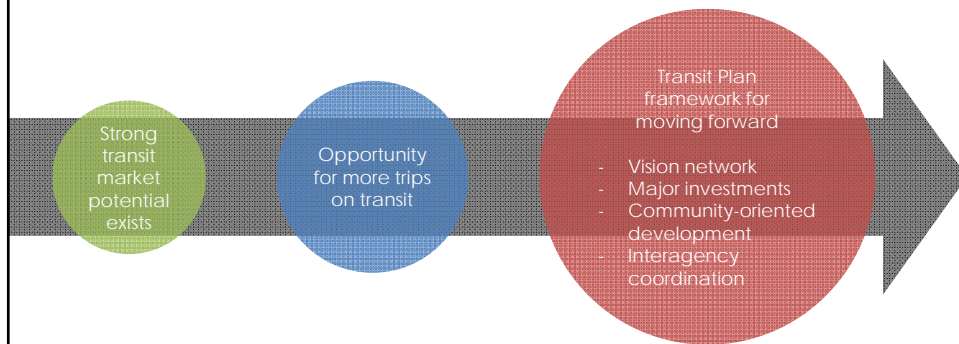 Strong
transit
market
potential
exists
Opportunity
for more trips
on transit
Transit Plan
framework for
moving forward
- Vision network
- Major investments
- Community-oriented
development
- Interagency
coordination